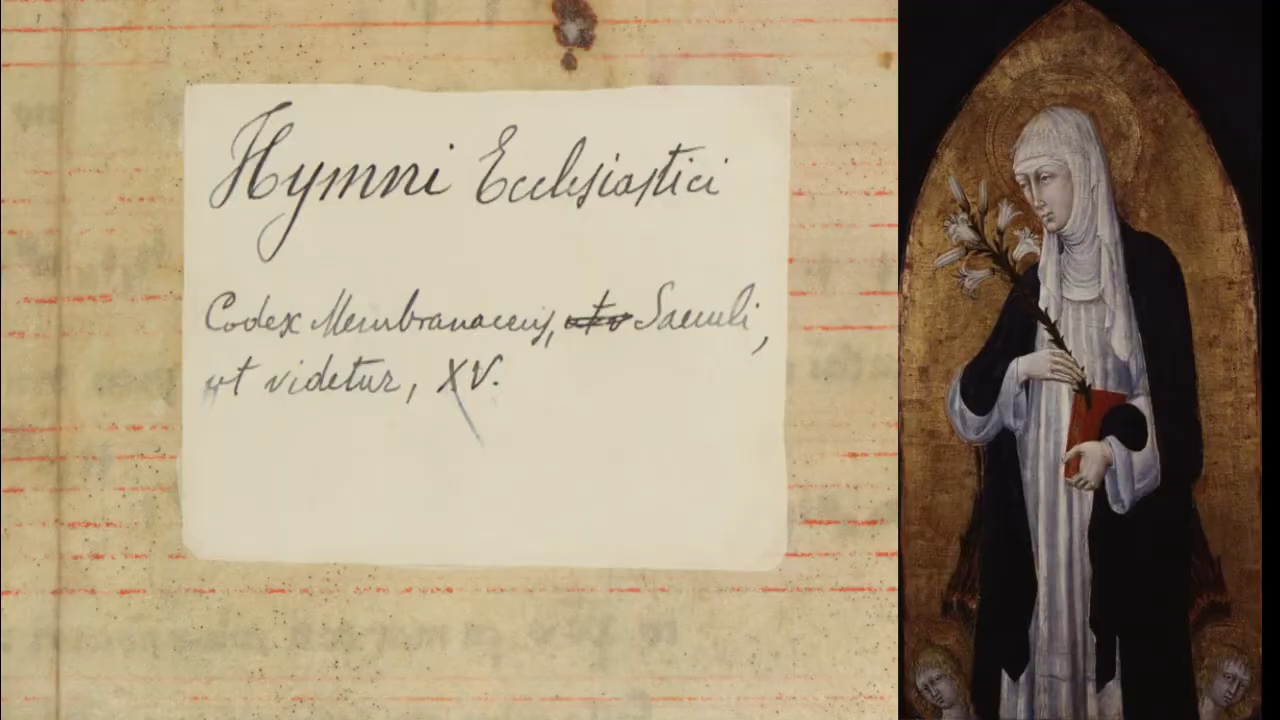 Hymni Ecclesiastici
Codex Membranaceus, Saeculi,
ut videtur, XV.